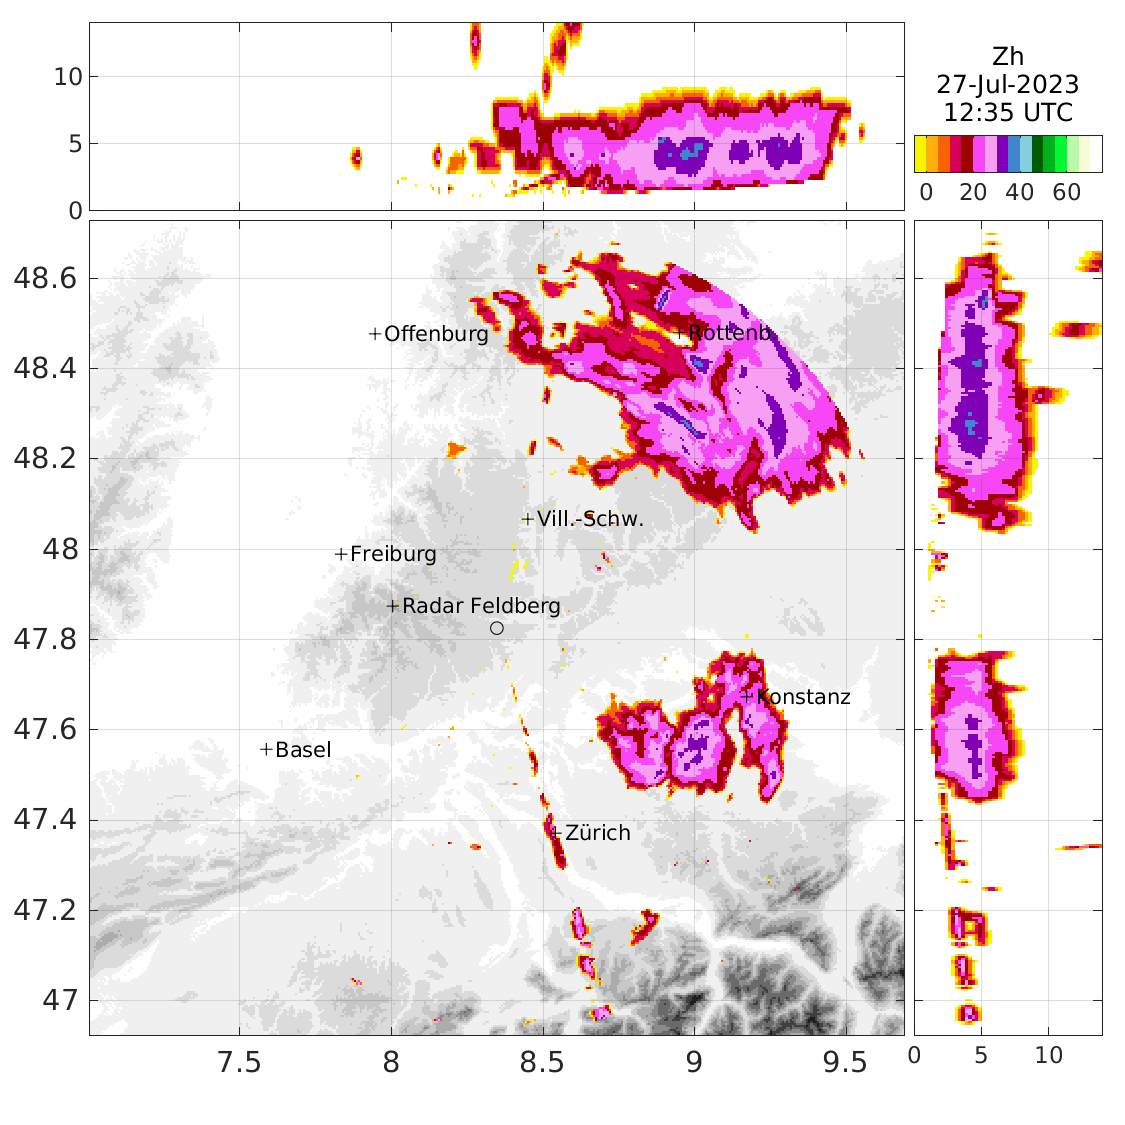 10
5
0
Zh
27-Jul-2023
12:35 UTC
0 20 40 60
48.6
48.4
48.2
48
47.8
47.6
47.4
47.2
47
+Offenburg
+Rottenb
+Vill.-Schw.
+Freiburg
+Radar Feldberg
+Konstanz
+Basel
+Zürich
7.5 8 8.5 9 9.5
0 5 10